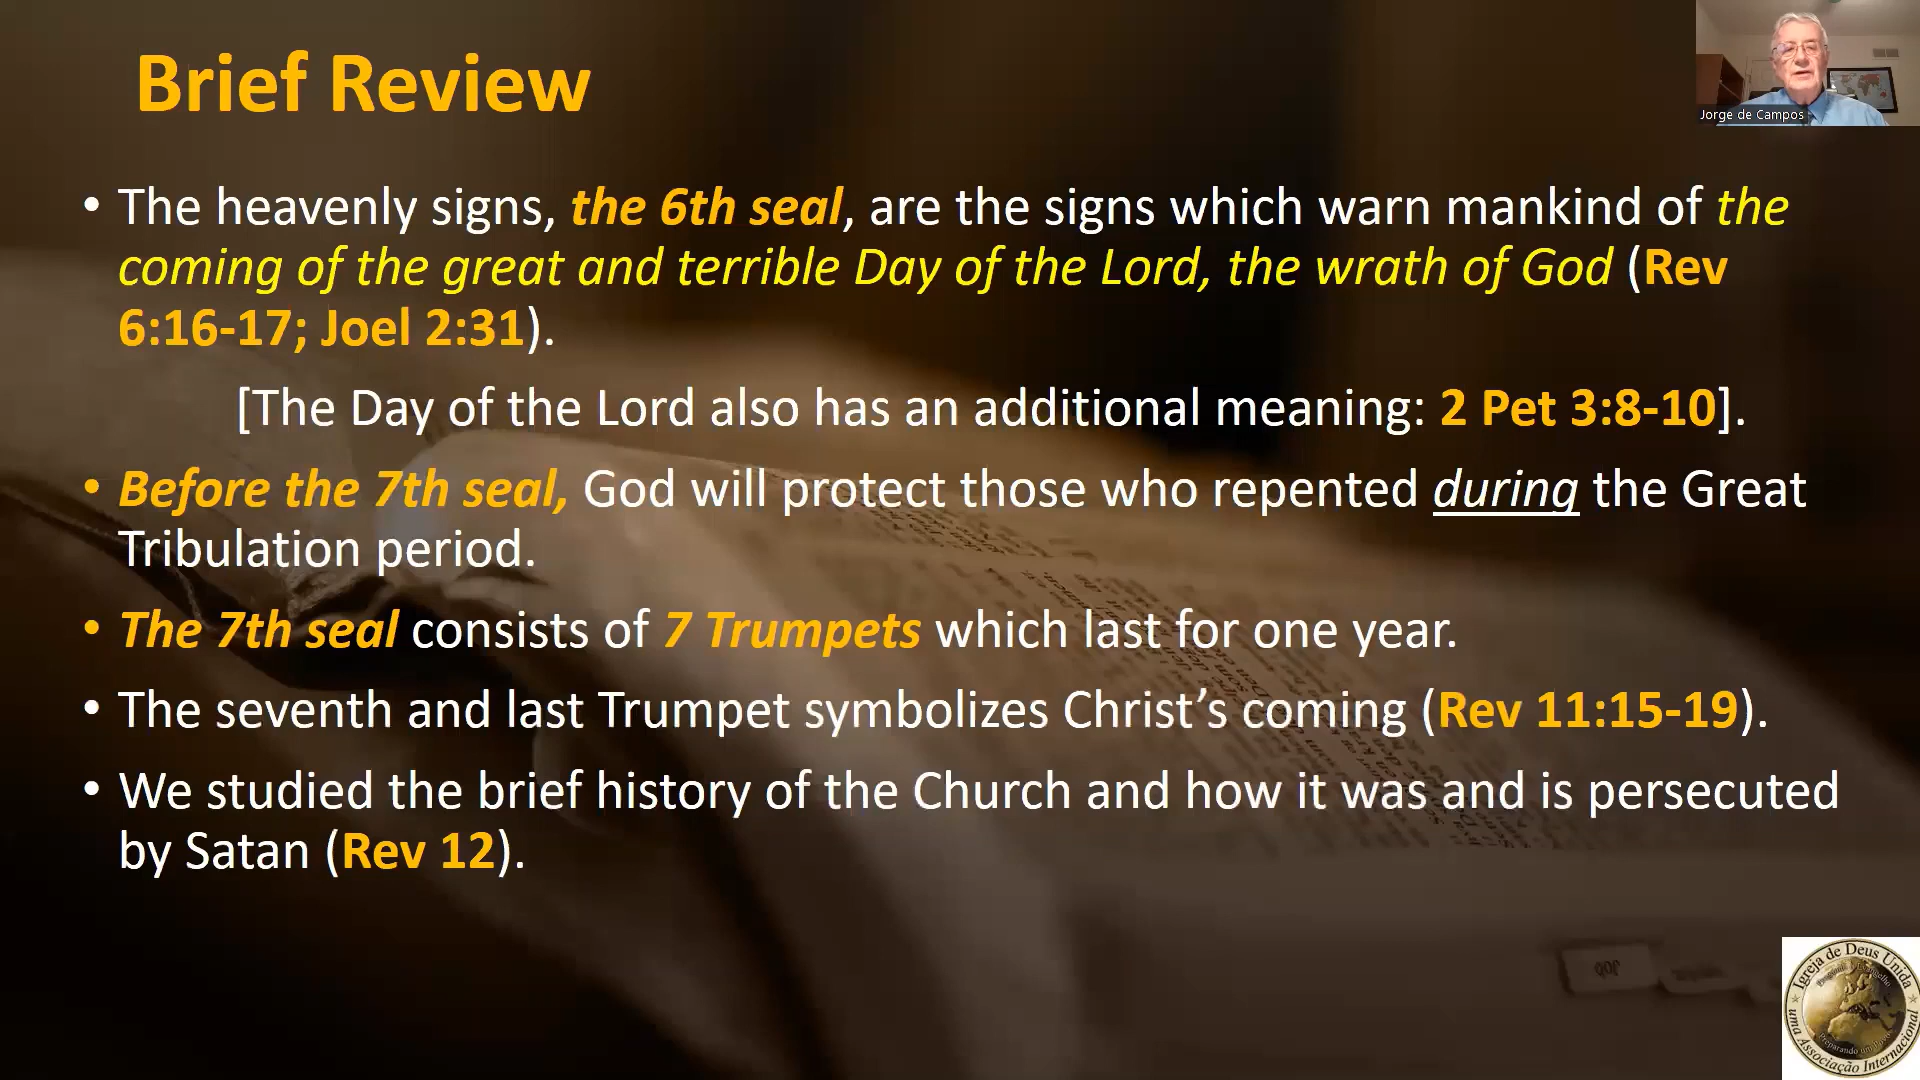 Brief Review
Jorge de Campos
• The heavenly signs, the 6th seal, are the signs which warn mankind of the
coming of the great and terrible Day of the Lord, the wrath of God (Rev
6:16-17; Joel 2:31).
[The Day of the Lord also has an additional meaning: 2 Pet 3:8-10].
• Before the 7th seal, God will protect those who repented during the Great
Tribulation period.
• The 7th seal consists of 7 Trumpets which last for one year.
• The seventh and last Trumpet symbolizes Christ’s coming (Rev 11:15-19).
• We studied the brief history of the Church and how it was and is persecuted
by Satan (Rev 12).
Job
Igreja de Deus Unida
uma Associação Internacional